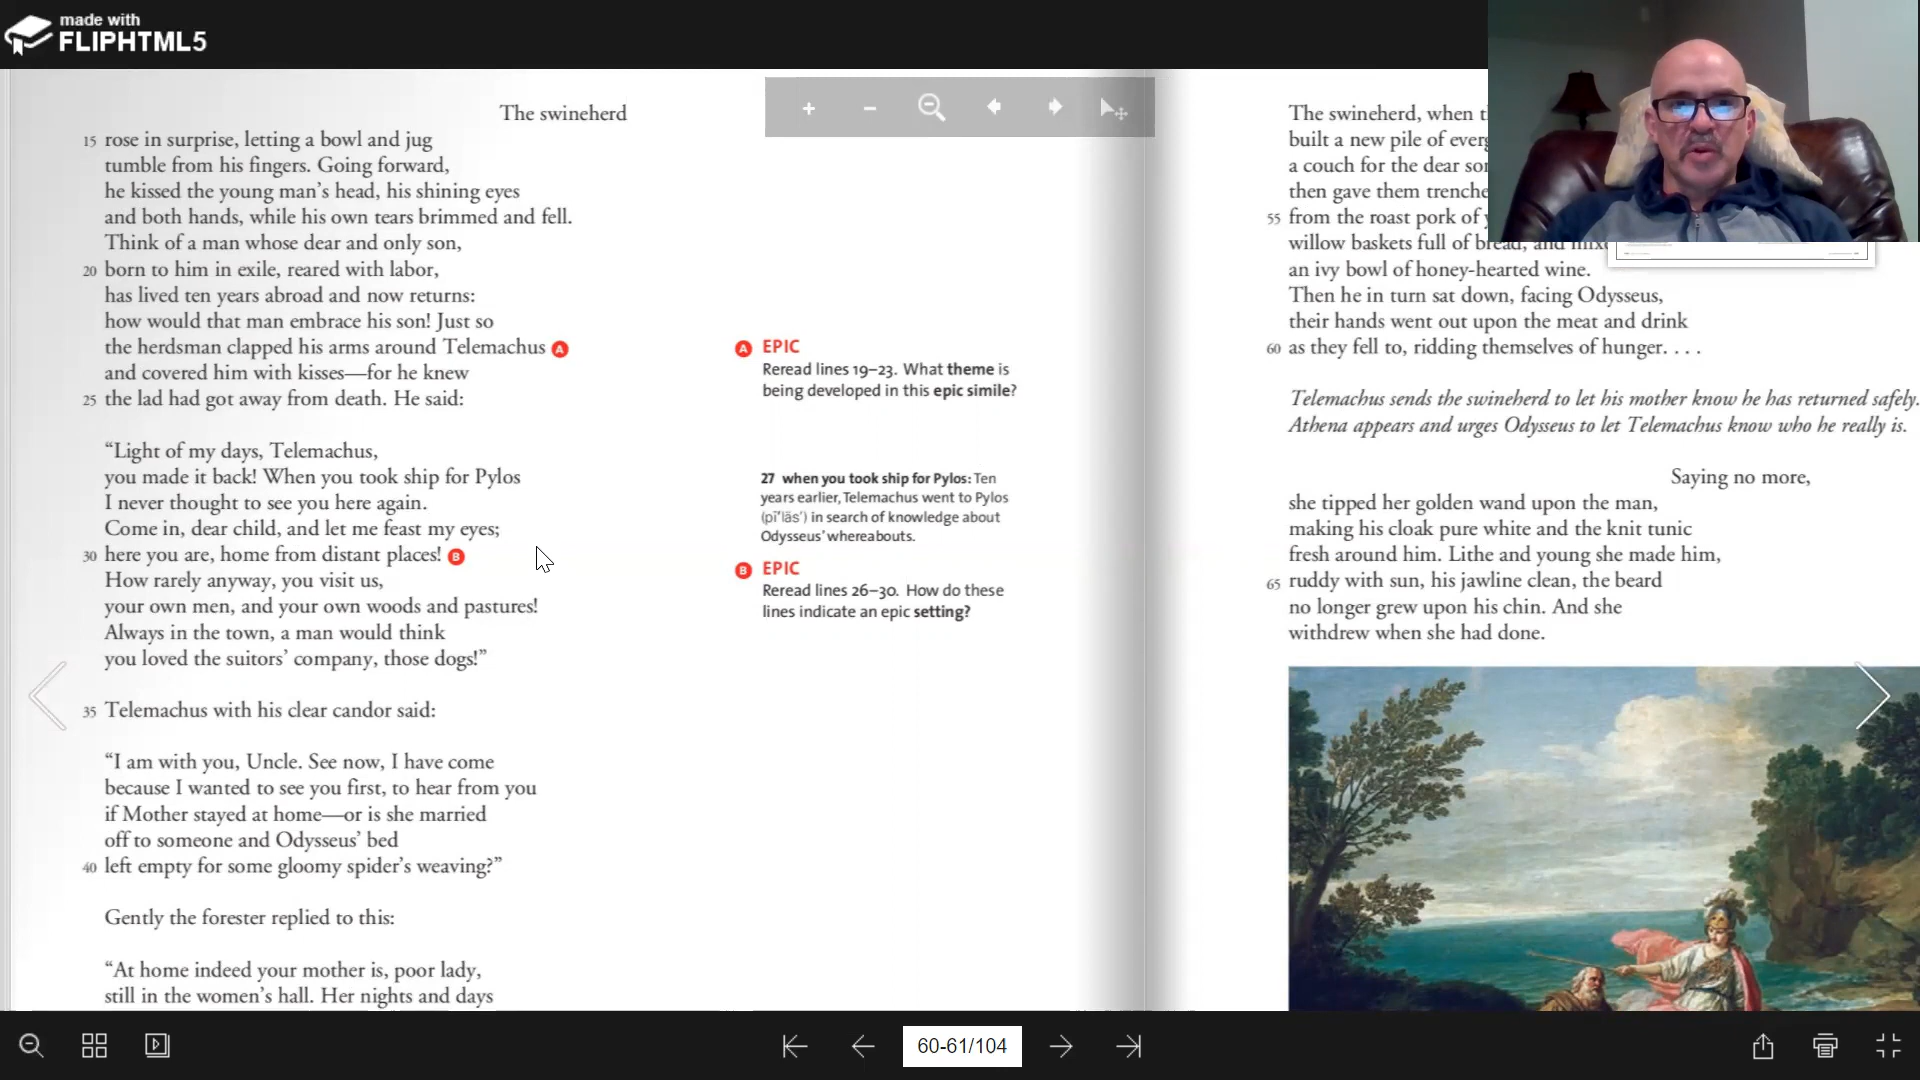 made with
FLIPHTML5
The swineherd
15 rose in surprise, letting a bowl and jug
tumble from his fingers. Going forward,
he kissed the young man's head, his shining eyes
and both hands, while his own tears brimmed and fell.
Think of a man whose dear and only son,
20 born to him in exile, reared with labor,
has lived ten years abroad and now returns:
how would that man embrace his son! Just so
the herdsman clapped his arms around Telemachus A
and covered him with kisses—for he knew
25 the lad had got away from death. He said:
“Light of my days, Telemachus,
you made it back! When you took ship for Pylos
I never thought to see you here again.
Come in, dear child, and let me feast my eyes;
30 here you are, home from distant places! B
How rarely anyway, you visit us,
your own men, and your own woods and pastures!
Always in the town, a man would think
you loved the suitors’ company, those dogs!”
35 Telemachus with his clear candor said:
“I am with you, Uncle. See now, I have come
because I wanted to see you first, to hear from you
if Mother stayed at home—or is she married
off to someone and Odysseus’ bed
40 left empty for some gloomy spider’s weaving?”
Gently the forester replied to this:
“At home indeed your mother is, poor lady,
still in the women’s hall. Her nights and days
A EPIC
Reread lines 19–23. What theme is
being developed in this epic simile?
27 when you took ship for Pylos: Ten
years earlier, Telemachus went to Pylos
(pī′läs′) in search of knowledge about
Odysseus’ whereabouts.
B EPIC
Reread lines 26–30. How do these
lines indicate an epic setting?
The swineherd, when
built a new pile of
a couch for the dear
then gave them
55 from the roast pork of
willow baskets full of bread, and
an ivy bowl of honey-hearted wine.
Then he in turn sat down, facing Odysseus,
their hands went out upon the meat and drink
60 as they fell to, ridding themselves of hunger. . . .
Telemachus sends the swineherd to let his mother know he has returned safely.
Athena appears and urges Odysseus to let Telemachus know who he really is.
Saying no more,
she tipped her golden wand upon the man,
making his cloak pure white and the knit tunic
fresh around him. Lithe and young she made him,
65 ruddy with sun, his jawline clean, the beard
no longer grew upon his chin. And she
withdrew when she had done.
60-61/104